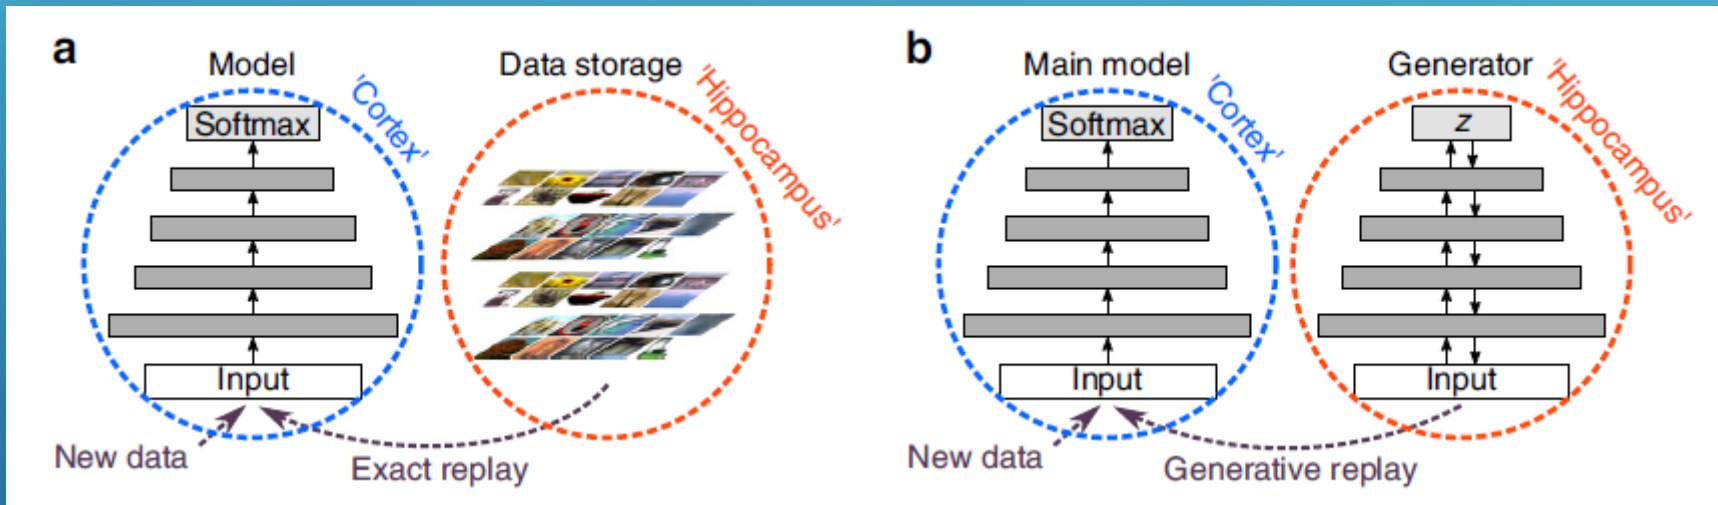 a
Model
'Cortex'
Softmax
Input
New data
Data storage
'Hippocampus'
Exact replay
b
Main model
'Cortex'
Softmax
Input
New data
Generator
'Hippocampus'
z
Input
Generative replay